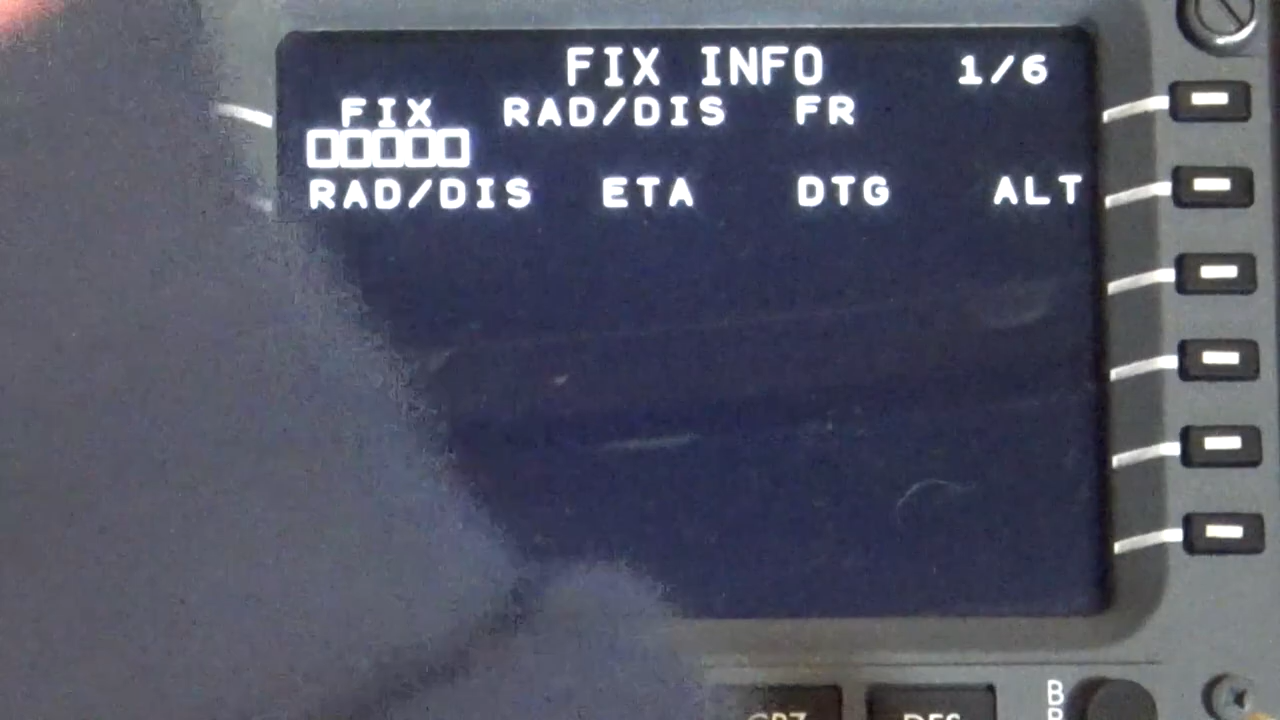 FIX INFO 1/6
FIX RAD/DIS FR
□□□□□
RAD/DIS ETA DTG ALT